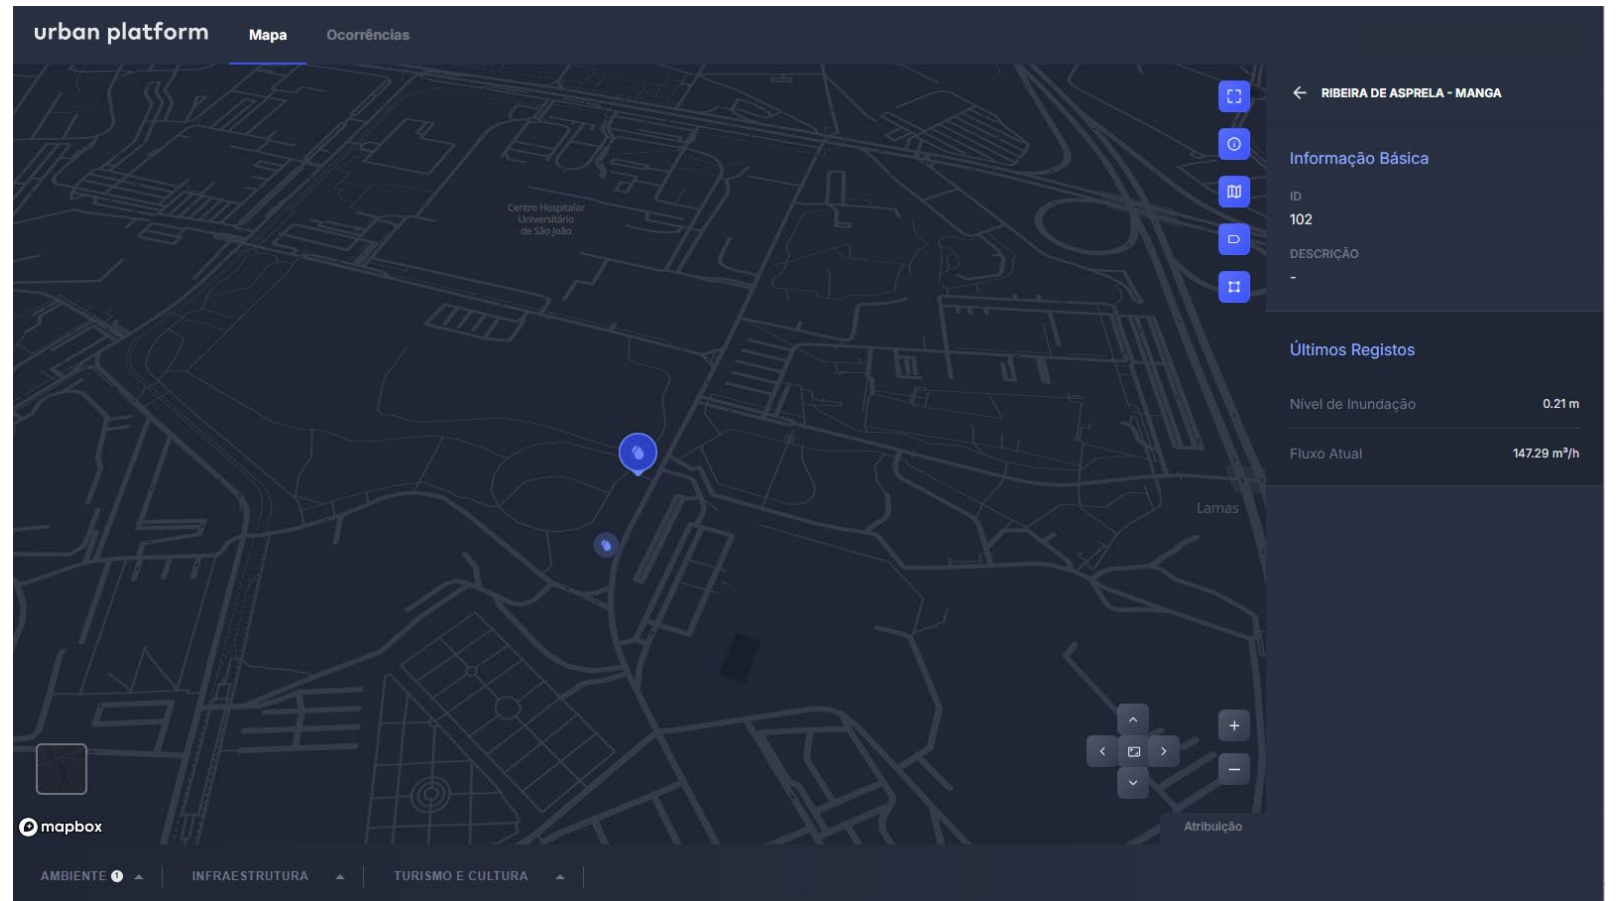 urban platform
Mapa
Ocorrências
RIBEIRA DE ASPRELA - MANGA
Informação Básica
ID
102
DESCRIÇÃO
-
Últimos Registos
Nível de Inundação 0.21 m
Fluxo Atual 147.29 m³/h
Centro Hospitalar
Universitário
de São João
Lamas
mapbox
Atribuição
AMBIENTE 1
INFRAESTRUTURA
TURISMO E CULTURA